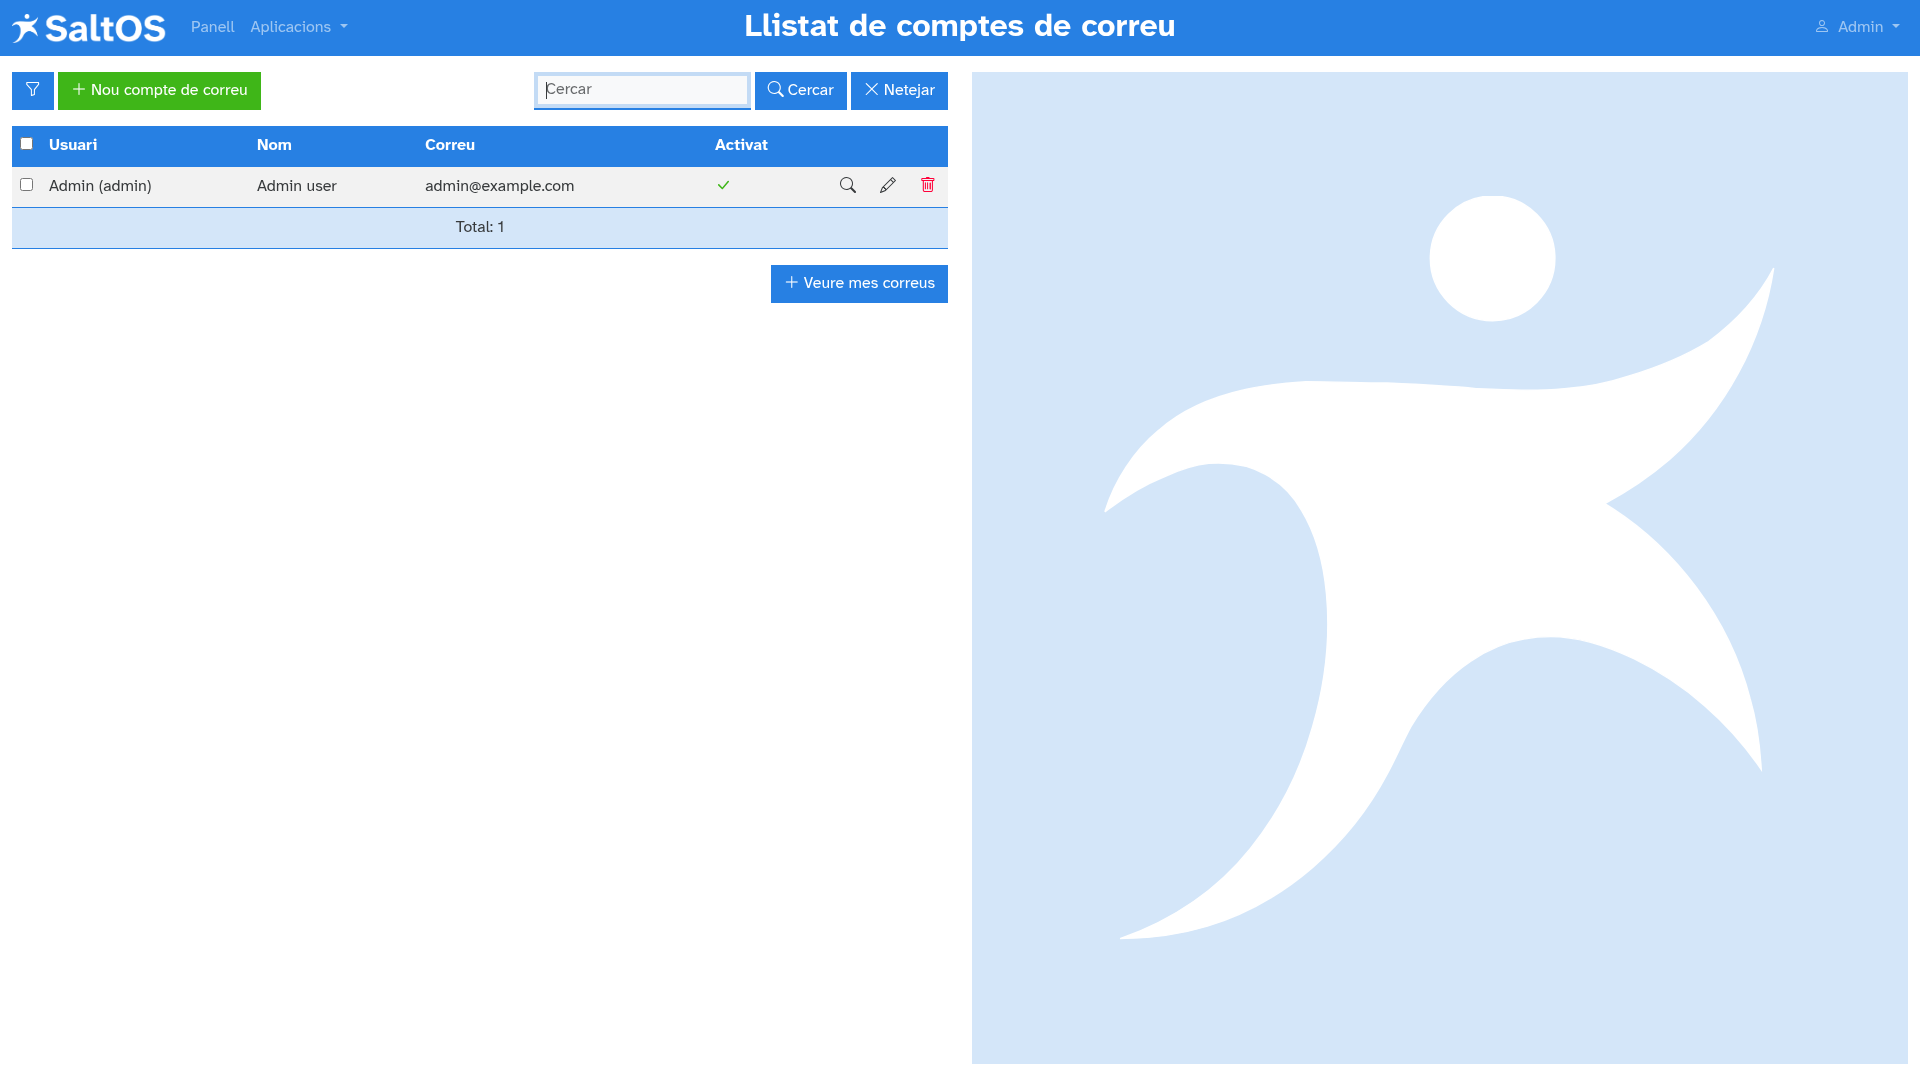 SaltOS Panell Aplicacions Llistat de comptes de correu Admin
Nou compte de correu Cercar Cercar Netejar
Usuari Nom Correu Activat
Admin (admin) Admin user admin@example.com
Total: 1
Veure mes correus